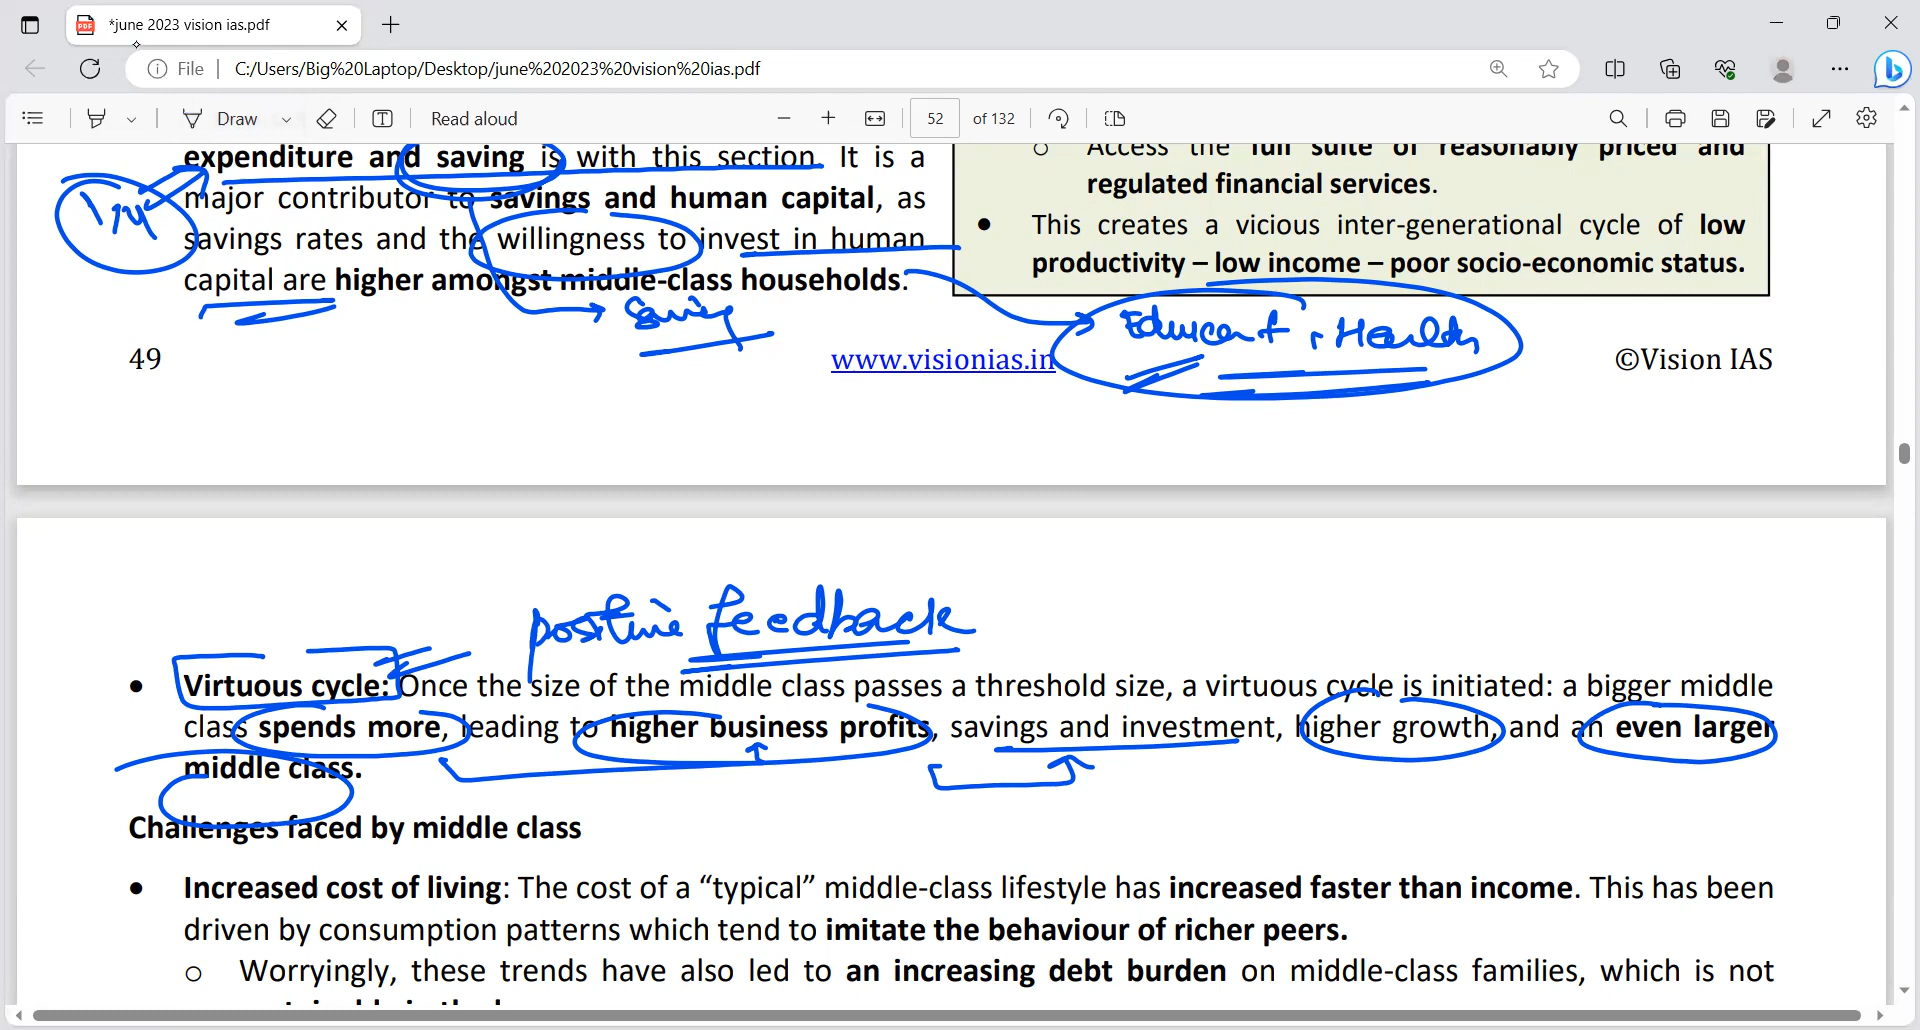 *june 2023 vision ias.pdf
File
C:/Users/Big%20Laptop/Desktop/june%202023%20vision%20ias.pdf
Draw
Read aloud
52 of 132
expenditure and saving is with this section. It is a
major contributor to savings and human capital, as
savings rates and the willingness to invest in human
capital are higher amongst middle-class households.
Saving
○ Access the full suite of reasonably priced and
regulated financial services.
• This creates a vicious inter-generational cycle of low
productivity – low income – poor socio-economic status.
Educat , Health
49
www.visionias.in
©Vision IAS
positive feedback
• Virtuous cycle: Once the size of the middle class passes a threshold size, a virtuous cycle is initiated: a bigger middle
class spends more, leading to higher business profits, savings and investment, higher growth, and an even larger
middle class.
Challenges faced by middle class
• Increased cost of living: The cost of a “typical” middle-class lifestyle has increased faster than income. This has been
driven by consumption patterns which tend to imitate the behaviour of richer peers.
○ Worryingly, these trends have also led to an increasing debt burden on middle-class families, which is not